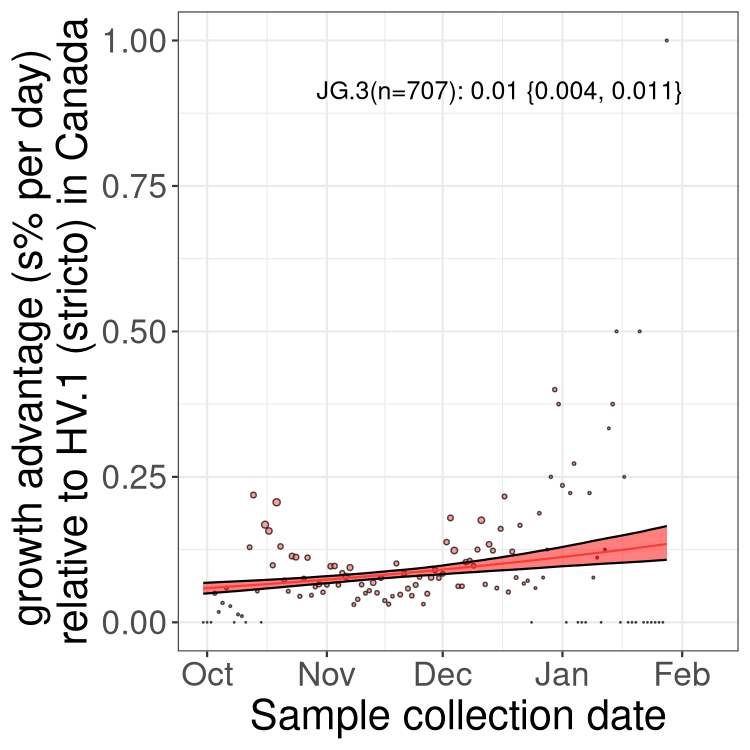 growth advantage (s% per day)
relative to HV.1 (stricto) in Canada
1.00
JG.3(n=707): 0.01 {0.004, 0.011}
0.75
0.50
0.25
0.00
Oct Nov Dec Jan Feb
Sample collection date